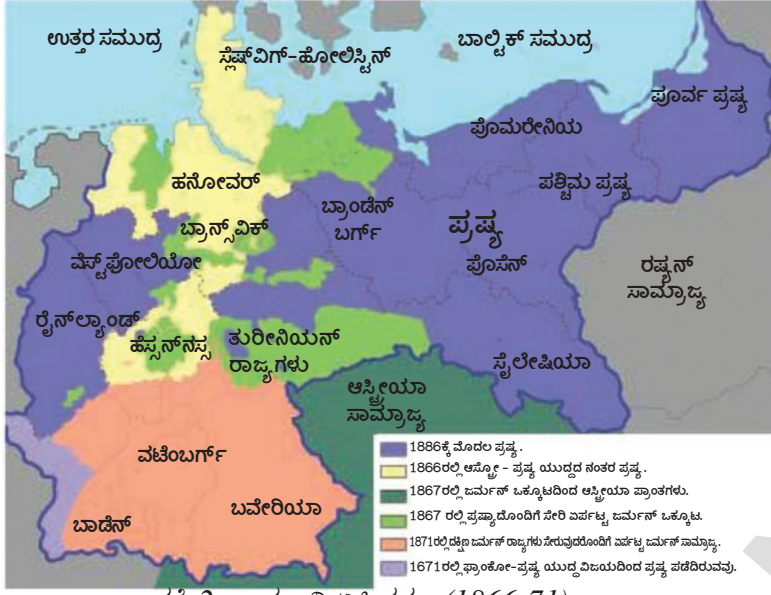 ಉತ್ತರ ಸಮುದ್ರ
ಸ್ಲೆಷ್‌ವಿಗ್-ಹೋಲಿಸ್ಟಿನ್
ಬಾಲ್ಟಿಕ್ ಸಮುದ್ರ
ಪೂರ್ವ ಪ್ರಷ್ಯ
ಪೊಮರೇನಿಯ
ಹನೋವರ್
ಪಶ್ಚಿಮ ಪ್ರಷ್ಯ
ಬ್ರಾಂಡೆನ್
ಬರ್ಗ್
ಪ್ರಷ್ಯ
ಬ್ರಾನ್ಸ್‌ವಿಕ್
ವೆಸ್ಟ್‌ಫೋಲಿಯೋ
ಪೊಸೆನ್
ರಷ್ಯನ್
ಸಾಮ್ರಾಜ್ಯ
ರೈನ್‌ಲ್ಯಾಂಡ್
ಹೆಸ್ಸನ್‌ನಸ್ಸ
ತುರೀನಿಯನ್
ರಾಜ್ಯಗಳು
ಸೈಲೇಷಿಯಾ
ಆಸ್ಟ್ರೀಯಾ
ಸಾಮ್ರಾಜ್ಯ
ವಟೆಂಬರ್ಗ್
ಬವೇರಿಯಾ
ಬಾಡೆನ್
1886ಕ್ಕೆ ಮೊದಲ ಪ್ರಷ್ಯ.
1866ರಲ್ಲಿ ಆಸ್ಟ್ರೋ - ಪ್ರಷ್ಯ ಯುದ್ದದ ನಂತರ ಪ್ರಷ್ಯ.
1867ರಲ್ಲಿ ಜರ್ಮನ್ ಒಕ್ಕೂಟದಿಂದ ಆಸ್ಟ್ರೀಯಾ ಪ್ರಾಂತಗಳು.
1867 ರಲ್ಲಿ ಪ್ರಷ್ಯಾದೊಂದಿಗೆ ಸೇರಿ ಏರ್ಪಟ್ಟ ಜರ್ಮನ್ ಒಕ್ಕೂಟ.
1871ರಲ್ಲಿ ದಕ್ಷಿಣ ಜರ್ಮನ್ ರಾಜ್ಯಗಳು ಸೇರುವುದರೊಂದಿಗೆ ಏರ್ಪಟ್ಟ ಜರ್ಮನ್ ಸಾಮ್ರಾಜ್ಯ.
1671ರಲ್ಲಿ ಫ್ರಾಂಕೋ-ಪ್ರಷ್ಯ ಯುದ್ಧ ವಿಜಯದಿಂದ ಪ್ರಷ್ಯ ಪಡೆದಿರುವವು.
(1866-71)